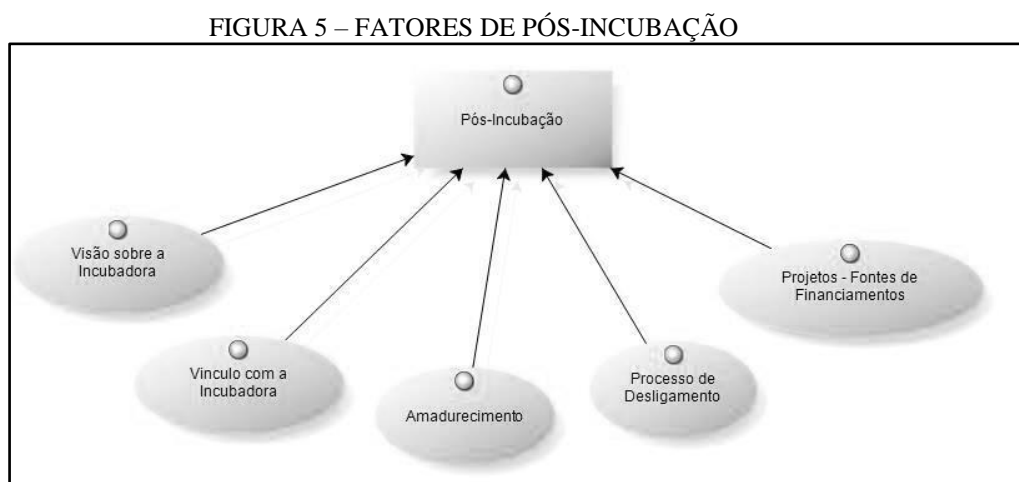 FIGURA 5 – FATORES DE PÓS-INCUBAÇÃO
Pós-Incubação
Visão sobre a
Incubadora
Vinculo com a
Incubadora
Amadurecimento
Processo de
Desligamento
Projetos - Fontes de
Financiamentos